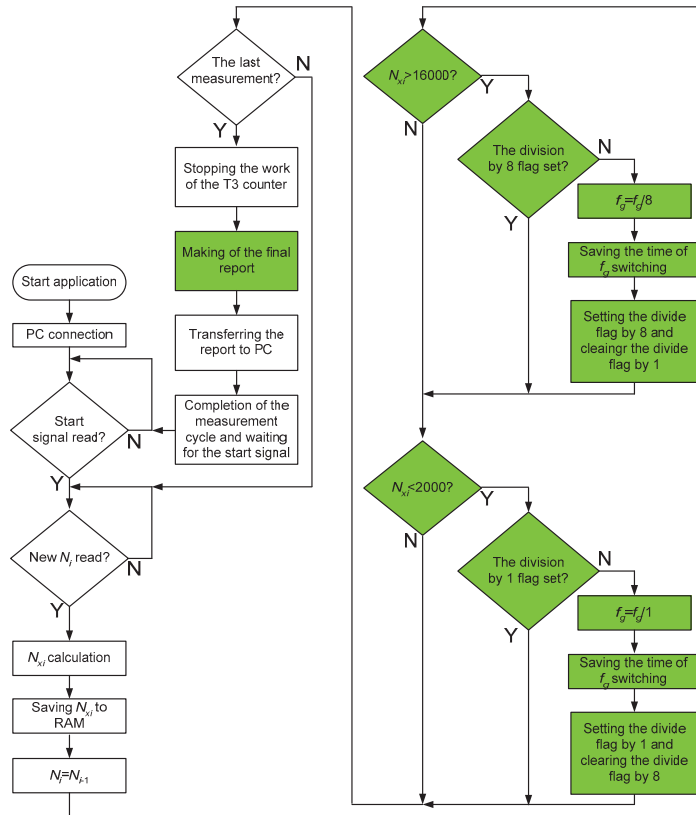 Start application
PC connection
Start
signal read?
N
Y
New Ni read?
N
Y
Nxi calculation
Saving Nxi to
RAM
Ni=Ni-1
The last
measurement?
N
Y
Stopping the work
of the T3 counter
Making of the final
report
Transferring the
report to PC
Completion of the
measurement
cycle and waiting
for the start signal
Nxi>16000?
Y
N
The division
by 8 flag set?
N
Y
fg=fg/8
Saving the time of
fg switching
Setting the divide
flag by 8 and
cleaingr the divide
flag by 1
Nxi<2000?
Y
N
The division
by 1 flag set?
N
Y
fg=fg/1
Saving the time of
fg switching
Setting the divide
flag by 1 and
clearing the divide
flag by 8